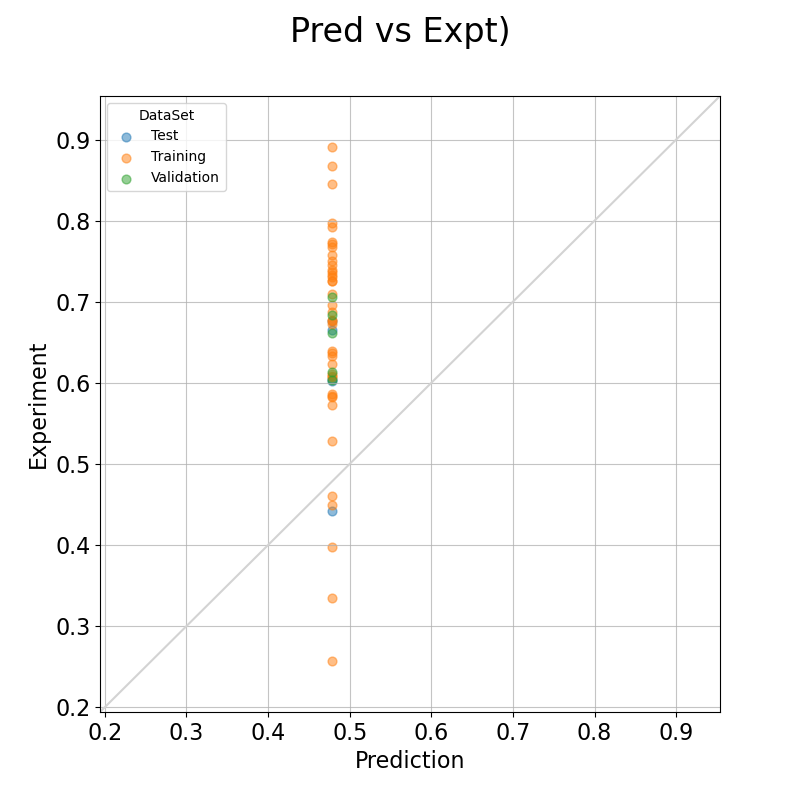 Pred vs Expt)
DataSet
Test
Training
Validation
0.9
0.8
0.7
0.6
0.5
0.4
0.3
0.2
Experiment
0.2 0.3 0.4 0.5 0.6 0.7 0.8 0.9
Prediction